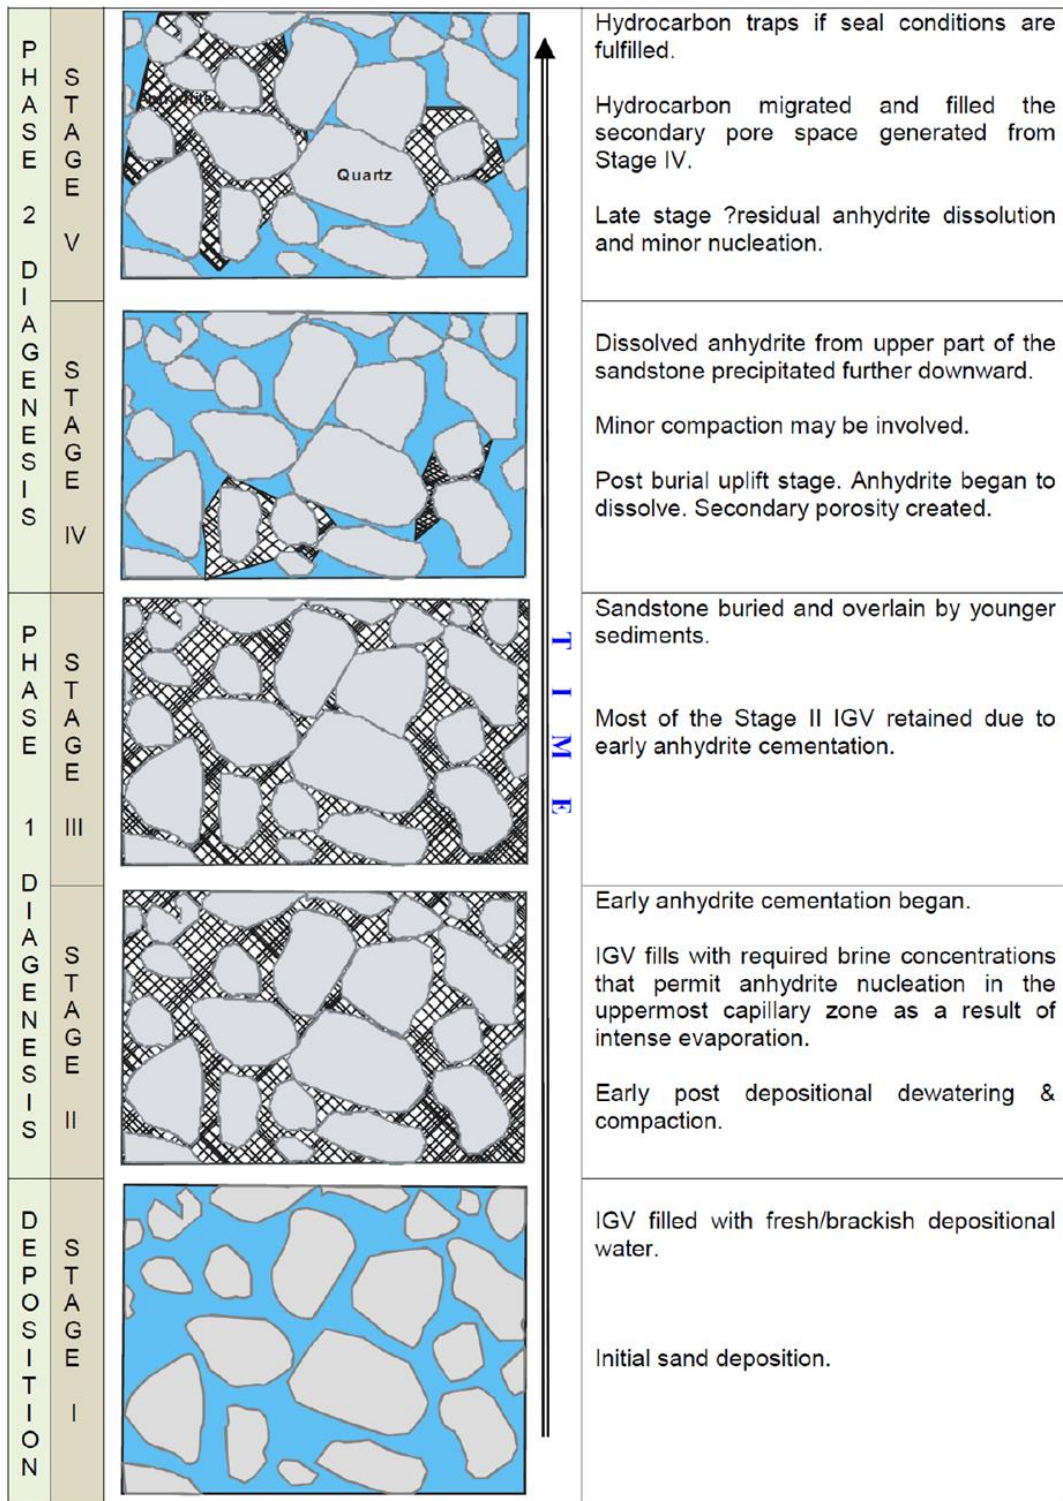 PHASE 2 DIAGENESIS
STAGE V
Quartz
Hydrocarbon traps if seal conditions are
fulfilled.
Hydrocarbon migrated and filled the
secondary pore space generated from
Stage IV.
Late stage ?residual anhydrite dissolution
and minor nucleation.
STAGE IV
Dissolved anhydrite from upper part of the
sandstone precipitated further downward.
Minor compaction may be involved.
Post burial uplift stage. Anhydrite began to
dissolve. Secondary porosity created.
TIME
PHASE 1 DIAGENESIS
STAGE III
Sandstone buried and overlain by younger
sediments.
Most of the Stage II IGV retained due to
early anhydrite cementation.
STAGE II
Early anhydrite cementation began.
IGV fills with required brine concentrations
that permit anhydrite nucleation in the
uppermost capillary zone as a result of
intense evaporation.
Early post depositional dewatering &
compaction.
DEPOSITION
STAGE I
IGV filled with fresh/brackish depositional
water.
Initial sand deposition.